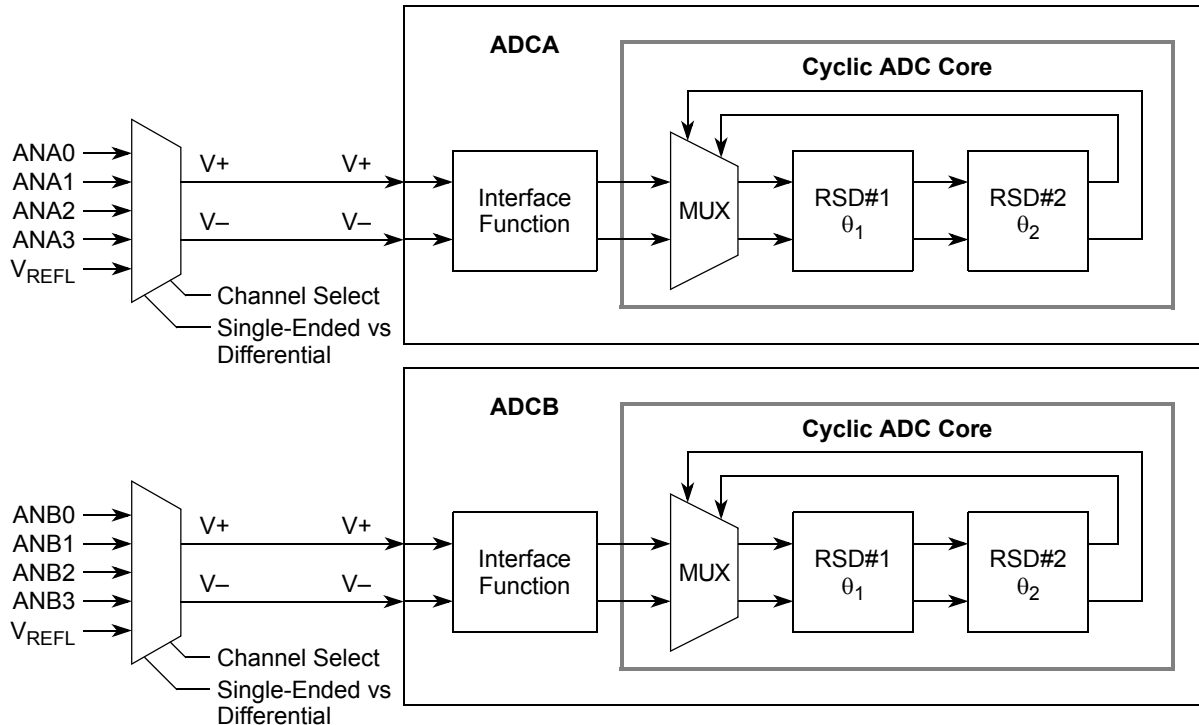 ADCA
Cyclic ADC Core
ANA0
ANA1
ANA2
ANA3
V_REFL
V+
V+
V–
V–
Interface
Function
MUX
RSD#1
θ1
RSD#2
θ2
Channel Select
Single-Ended vs
Differential
ADCB
Cyclic ADC Core
ANB0
ANB1
ANB2
ANB3
V_REFL
V+
V+
V–
V–
Interface
Function
MUX
RSD#1
θ1
RSD#2
θ2
Channel Select
Single-Ended vs
Differential